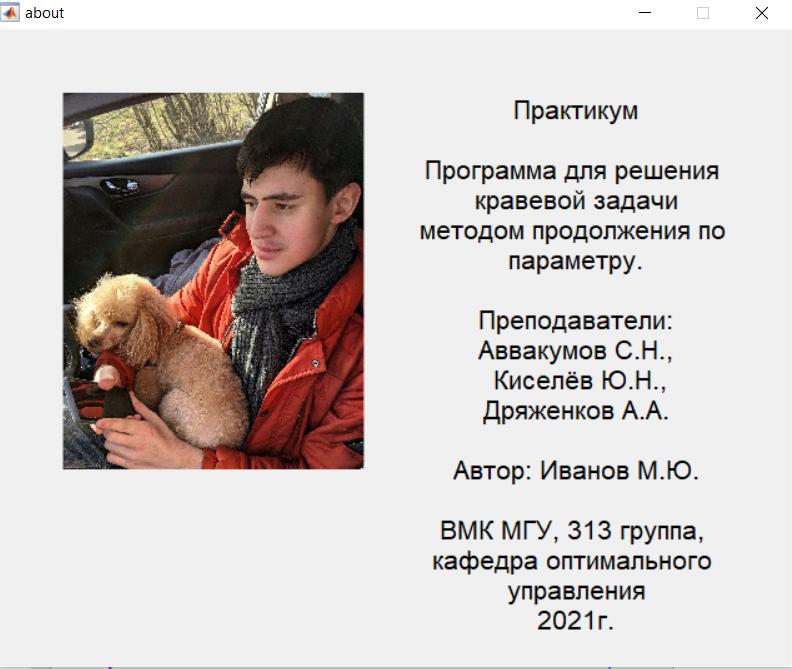 about
Практикум
Программа для решения
кравевой задачи
методом продолжения по
параметру.
Преподаватели:
Аввакумов С.Н.,
Киселёв Ю.Н.,
Дряженков А.А.
Автор: Иванов М.Ю.
ВМК МГУ, 313 группа,
кафедра оптимального
управления
2021г.